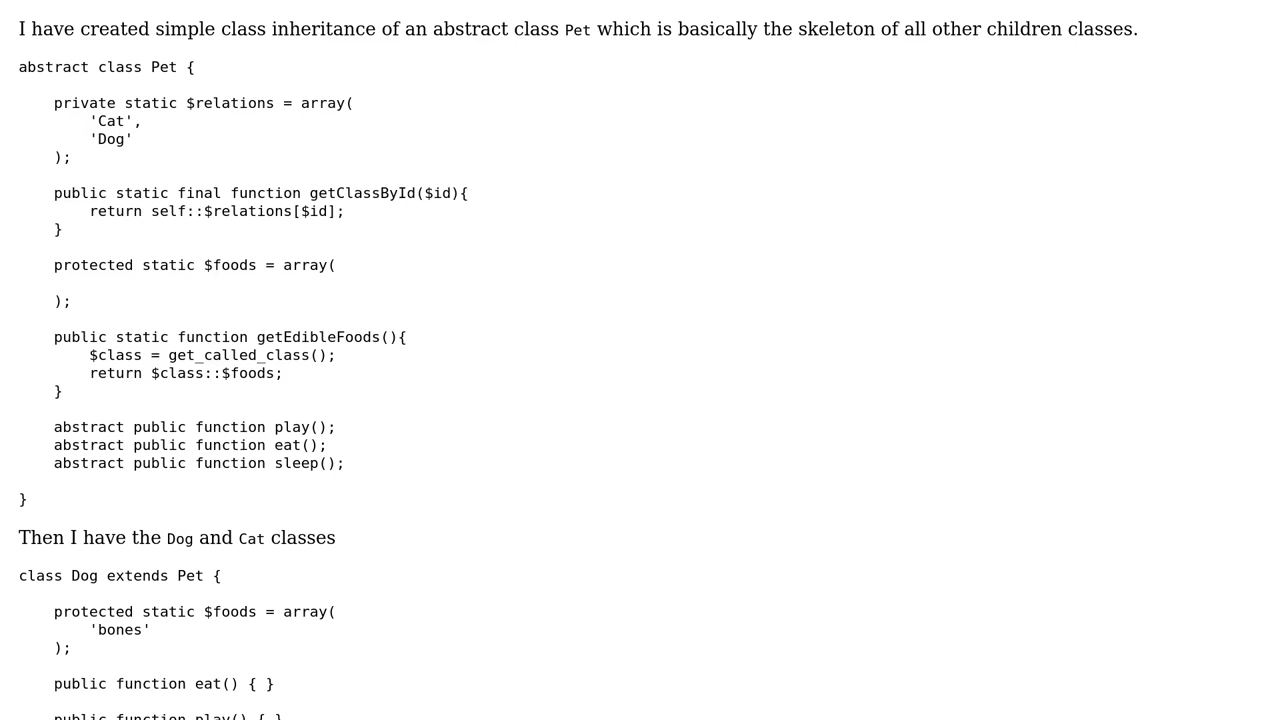 I have created simple class inheritance of an abstract class Pet which is basically the skeleton of all other children classes.
abstract class Pet {
    private static $relations = array(
        'Cat',
        'Dog'
    );
    public static final function getClassById($id){
        return self::$relations[$id];
    }
    protected static $foods = array(
    );
    public static function getEdibleFoods(){
        $class = get_called_class();
        return $class::$foods;
    }
    abstract public function play();
    abstract public function eat();
    abstract public function sleep();
}
Then I have the Dog and Cat classes
class Dog extends Pet {
    protected static $foods = array(
        'bones'
    );
    public function eat() { }
    public function play() { }